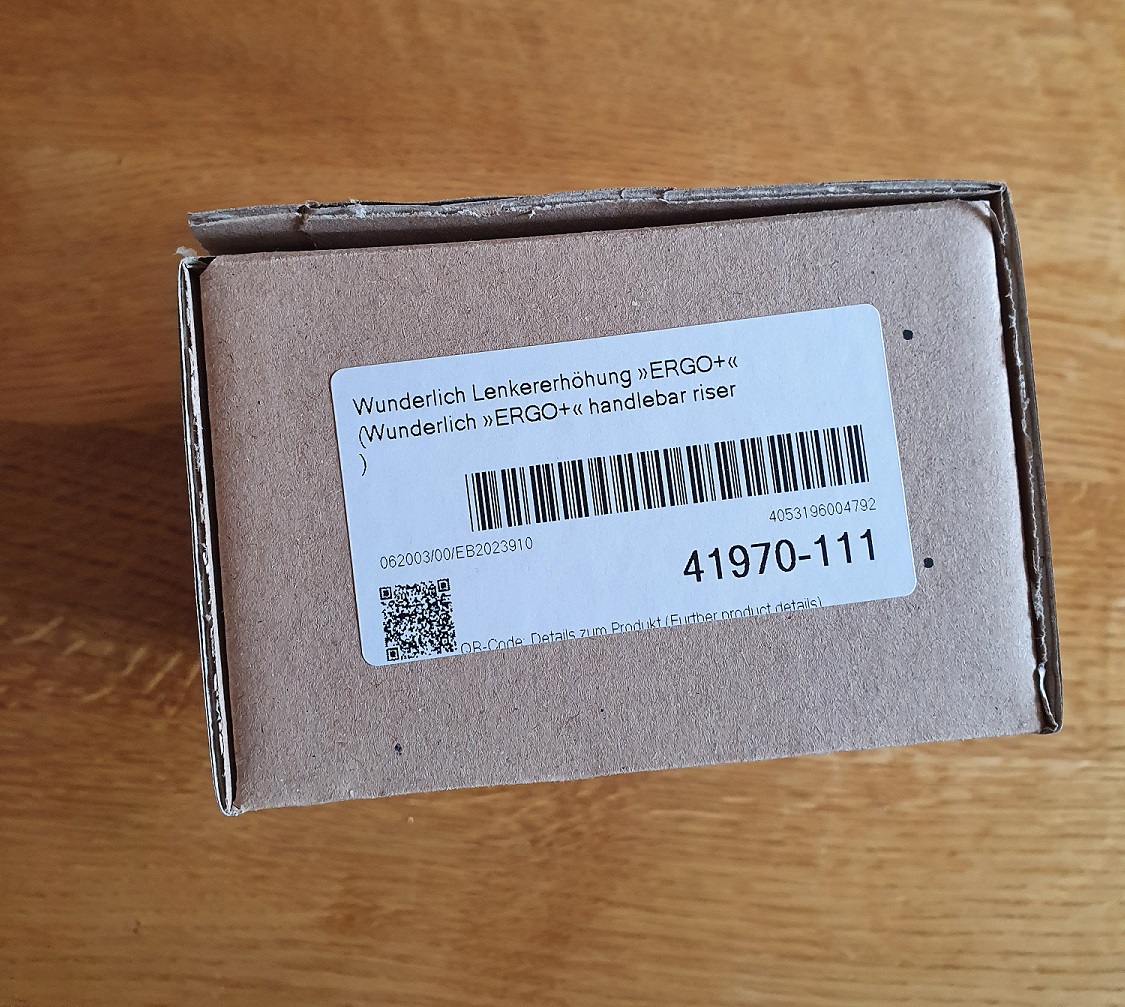 Wunderlich Lenkererhöhung »ERGO+«
(Wunderlich »ERGO+« handlebar riser
)
4053196004792
062003/00/EB2023910
41970-111
QR-Code: Details zum Produkt (Further product details)